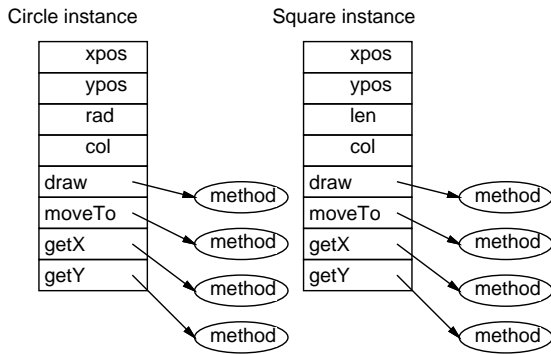 Circle instance
xpos
ypos
rad
col
draw
moveTo
getX
getY
method
method
method
method
Square instance
xpos
ypos
len
col
draw
moveTo
getX
getY
method
method
method
method